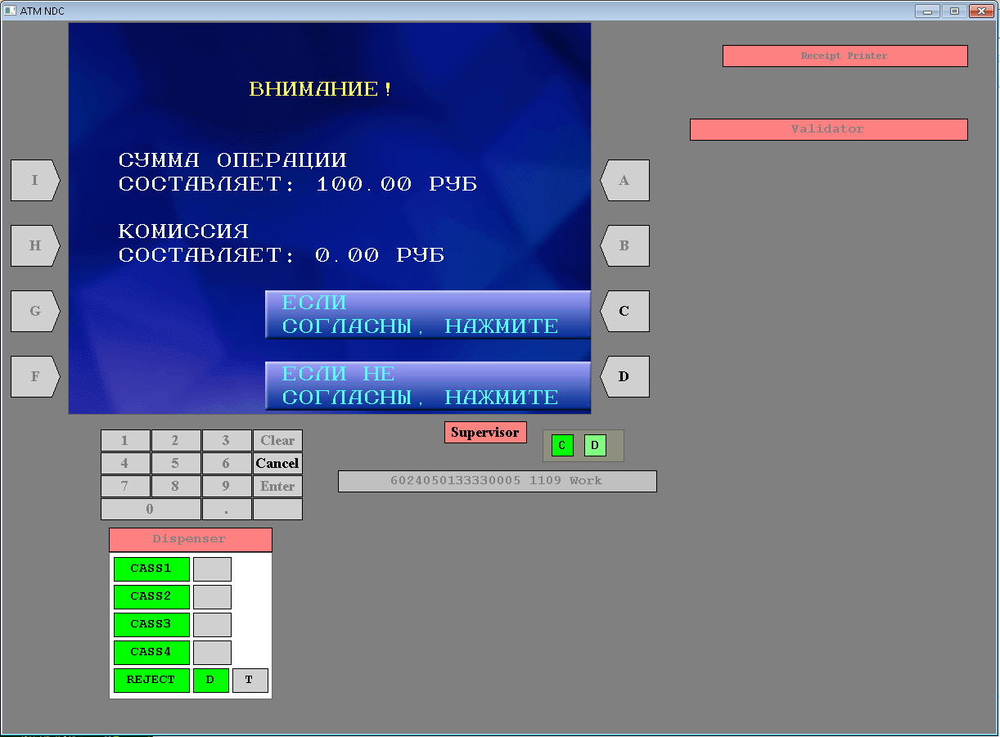 ATM NDC
ВНИМАНИЕ!
СУММА ОПЕРАЦИИ
СОСТАВЛЯЕТ: 100.00 РУБ
КОМИССИЯ
СОСТАВЛЯЕТ: 0.00 РУБ
ЕСЛИ
СОГЛАСНЫ, НАЖМИТЕ
ЕСЛИ НЕ
СОГЛАСНЫ, НАЖМИТЕ
I
H
G
F
A
B
C
D
Receipt Printer
Validator
Supervisor
C D
6024050133330005 1109 Work
1 2 3 Clear
4 5 6 Cancel
7 8 9 Enter
0 .
Dispenser
CASS1
CASS2
CASS3
CASS4
REJECT D T